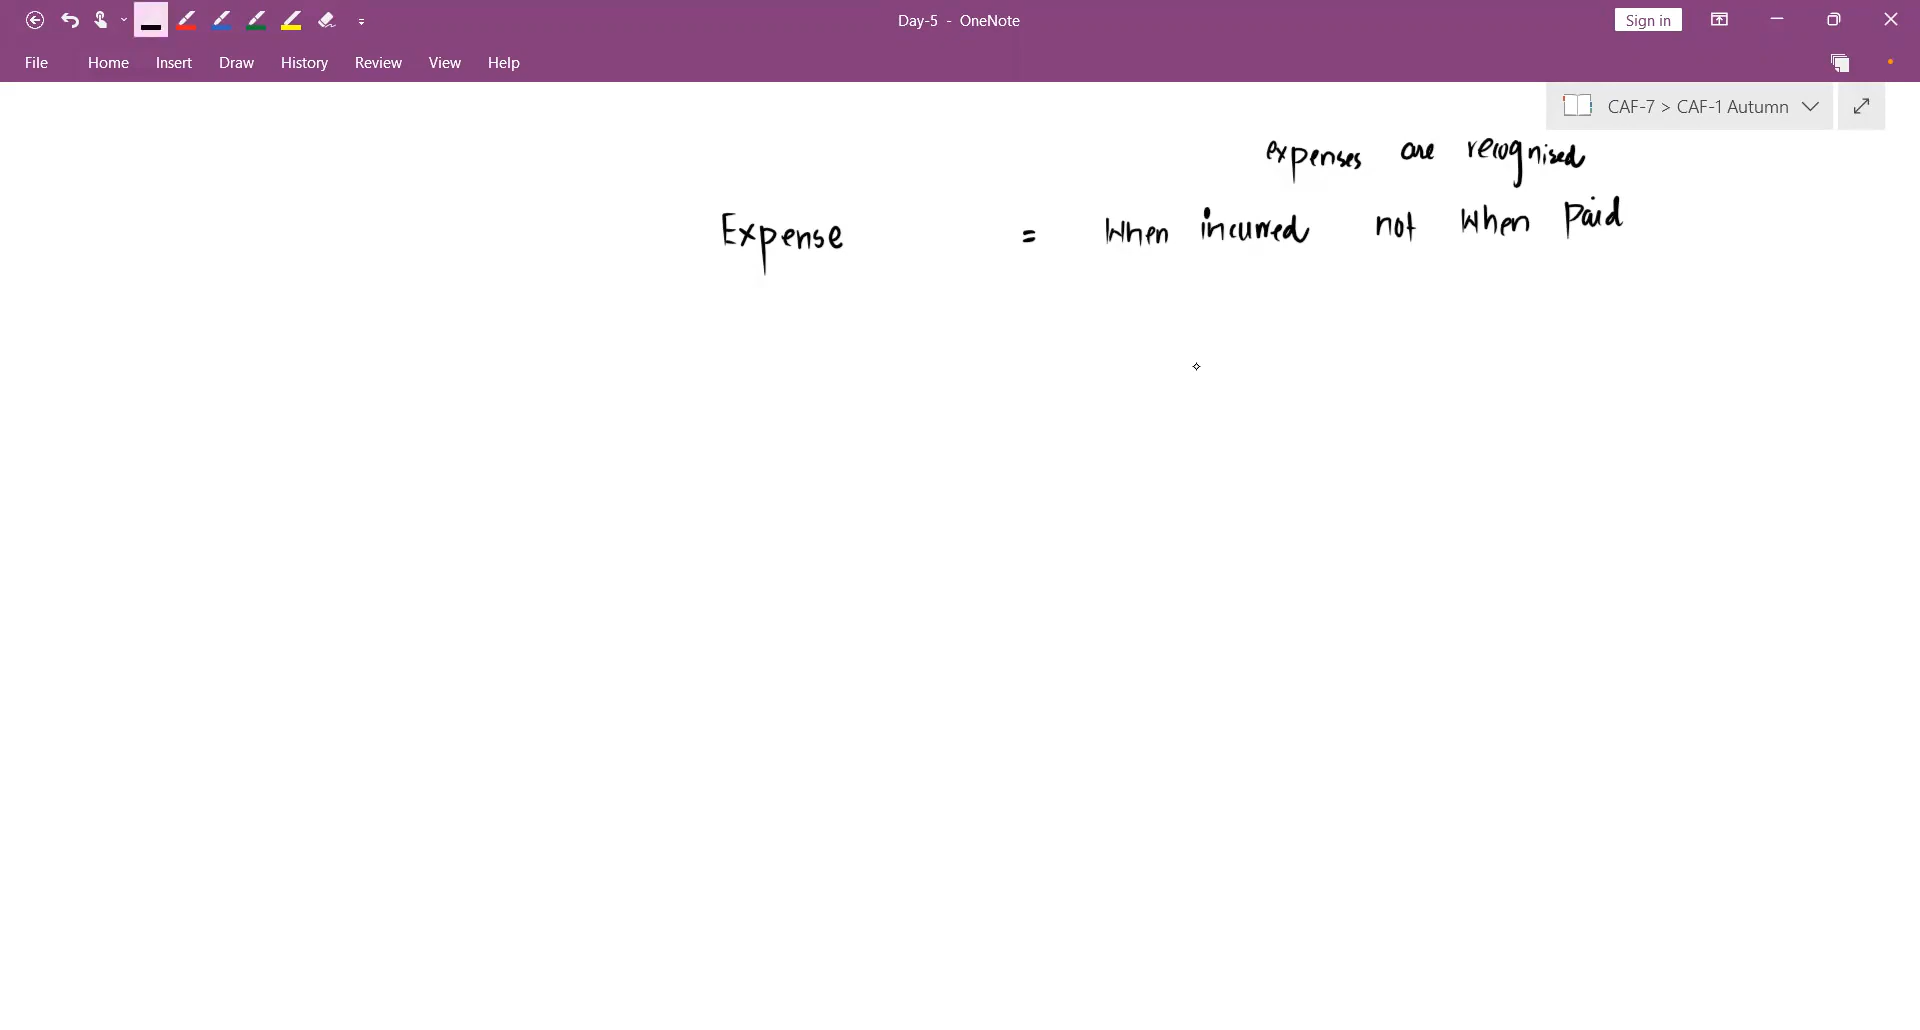 Day-5 - OneNote
Sign in
File Home Insert Draw History Review View Help
CAF-7 > CAF-1 Autumn
expenses are recognised
Expense = When incurred not when paid